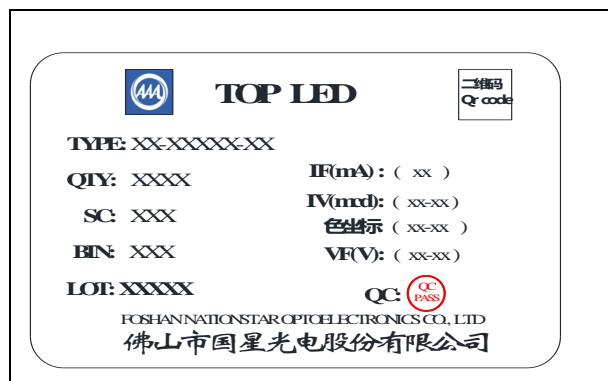 TOP LED
二维码
Qr code
TYPE: XX-XXXXX-XX
QTY: XXXX
SC: XXX
BIN: XXX
LOT: XXXXX
IF(mA) : ( xx )
IV(mcd): ( xx-xx )
色坐标: ( xx-xx )
VF(V): ( xx-xx )
QC: QC
PASS
FOSHAN NATIONSTAR OPTOELECTRONICS CO., LTD
佛山市国星光电股份有限公司